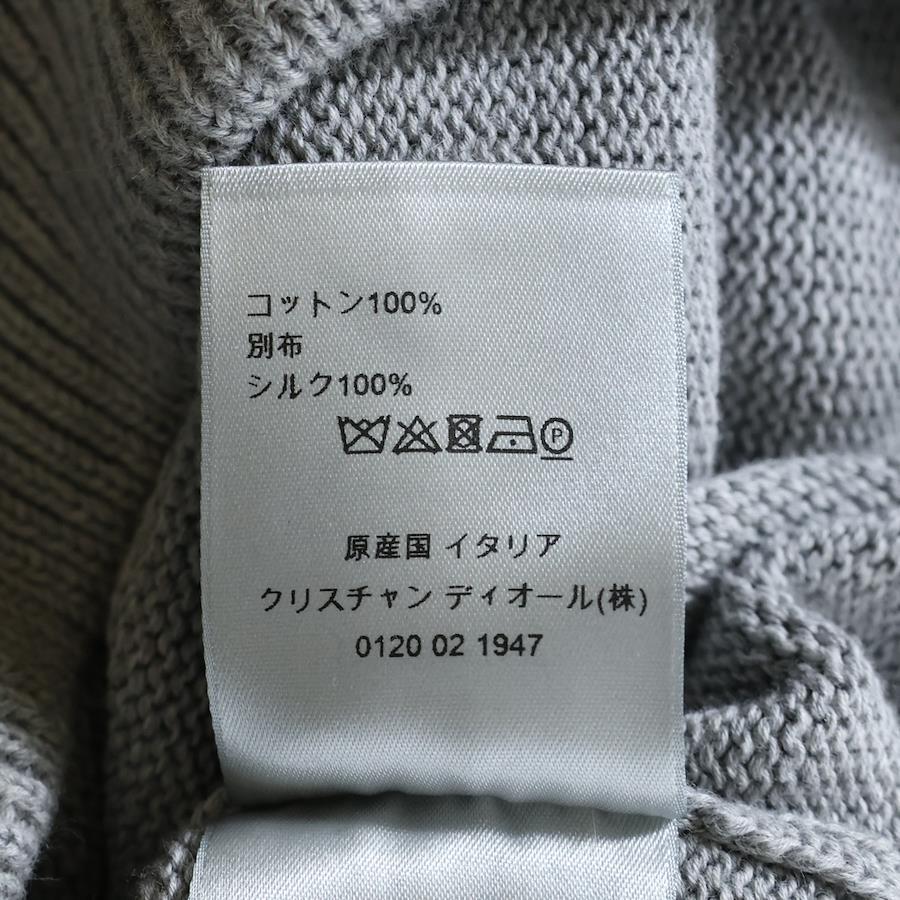 コットン100%
別布
シルク100%
P
原産国 イタリア
クリスチャン ディオール(株)
0120 02 1947